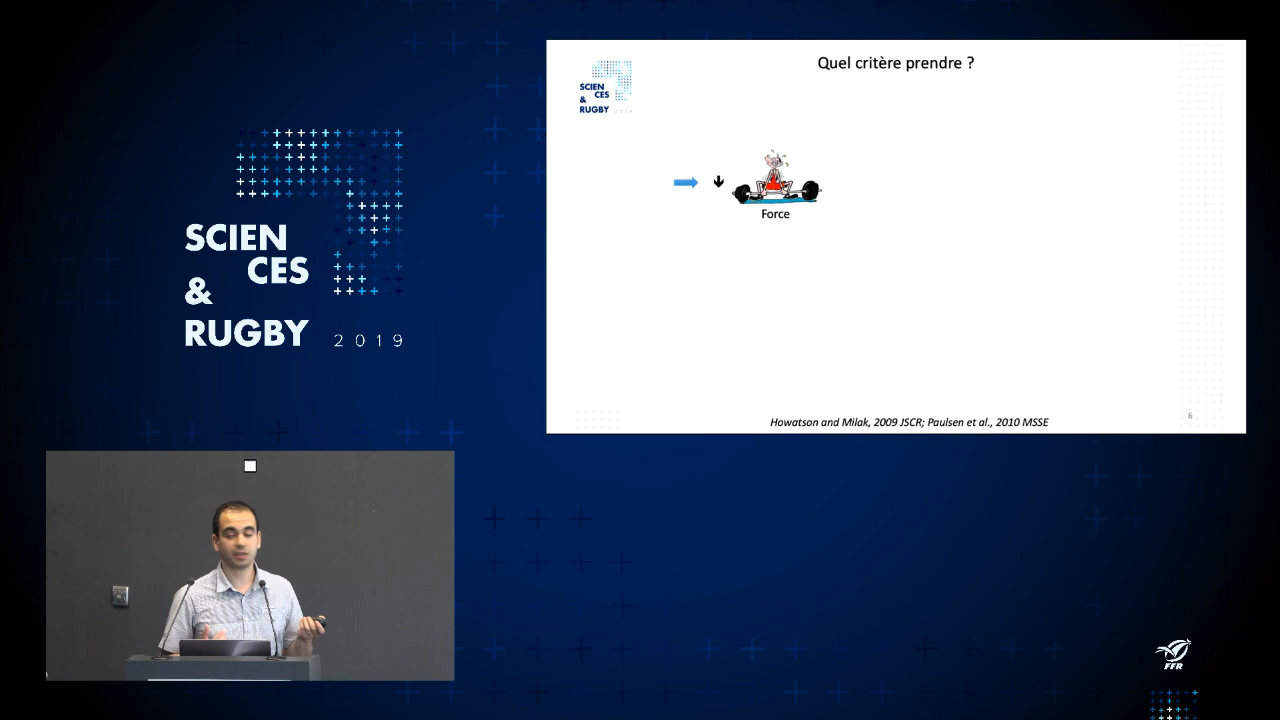 SCIEN
CES
&
RUGBY 2019
Quel critère prendre ?
SCIEN
CES
&
RUGBY 2019
Force
Howatson and Milak, 2009 JSCR; Paulsen et al., 2010 MSSE
6
FFR